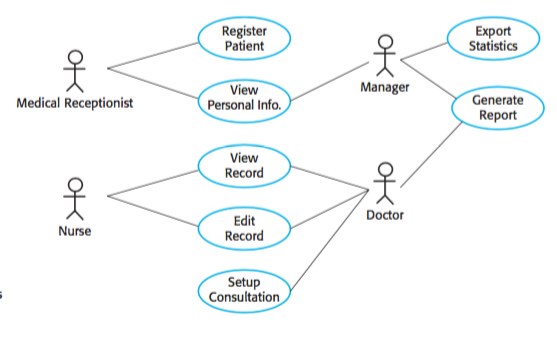 Register
Patient
Export
Statistics
Medical Receptionist
View
Personal Info.
Manager
Generate
Report
View
Record
Nurse
Doctor
Edit
Record
Setup
Consultation
s